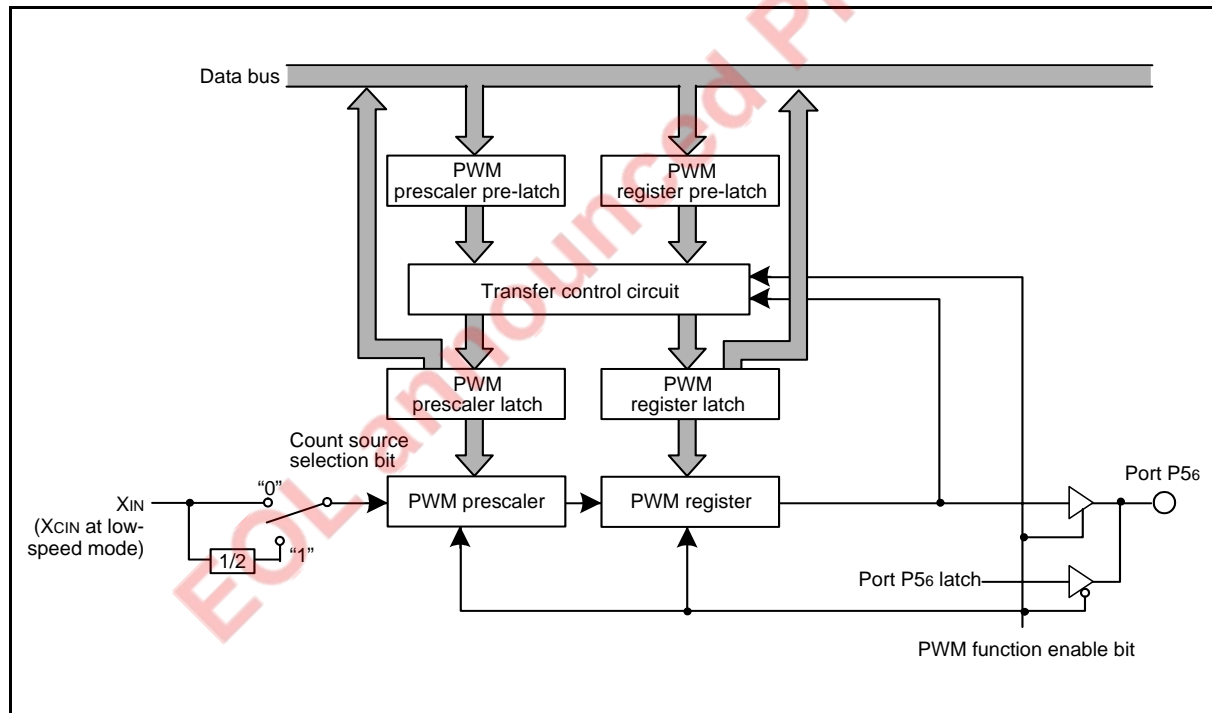 Data bus
PWM
prescaler pre-latch
PWM
register pre-latch
Transfer control circuit
PWM
prescaler latch
PWM
register latch
Count source
selection bit
XIN
(XCIN at low-
speed mode)
"0"
"1"
1/2
PWM prescaler
PWM register
Port P56
Port P56 latch
PWM function enable bit
EOL announced P